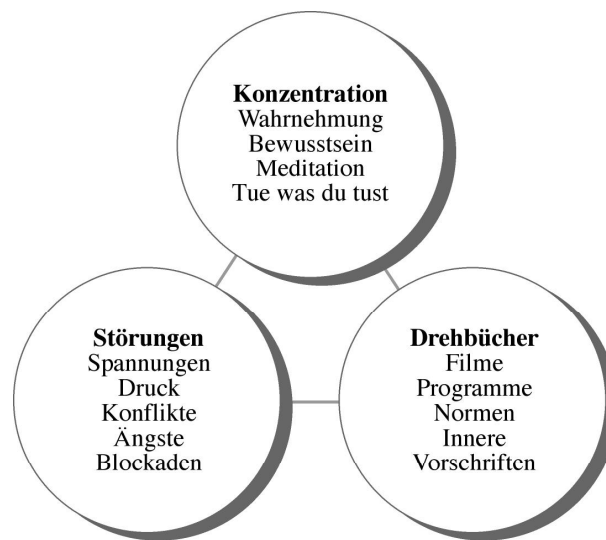 Konzentration
Wahrnehmung
Bewusstsein
Meditation
Tue was du tust
Störungen
Spannungen
Druck
Konflikte
Ängste
Blockaden
Drehbücher
Filme
Programme
Normen
Innere
Vorschriften